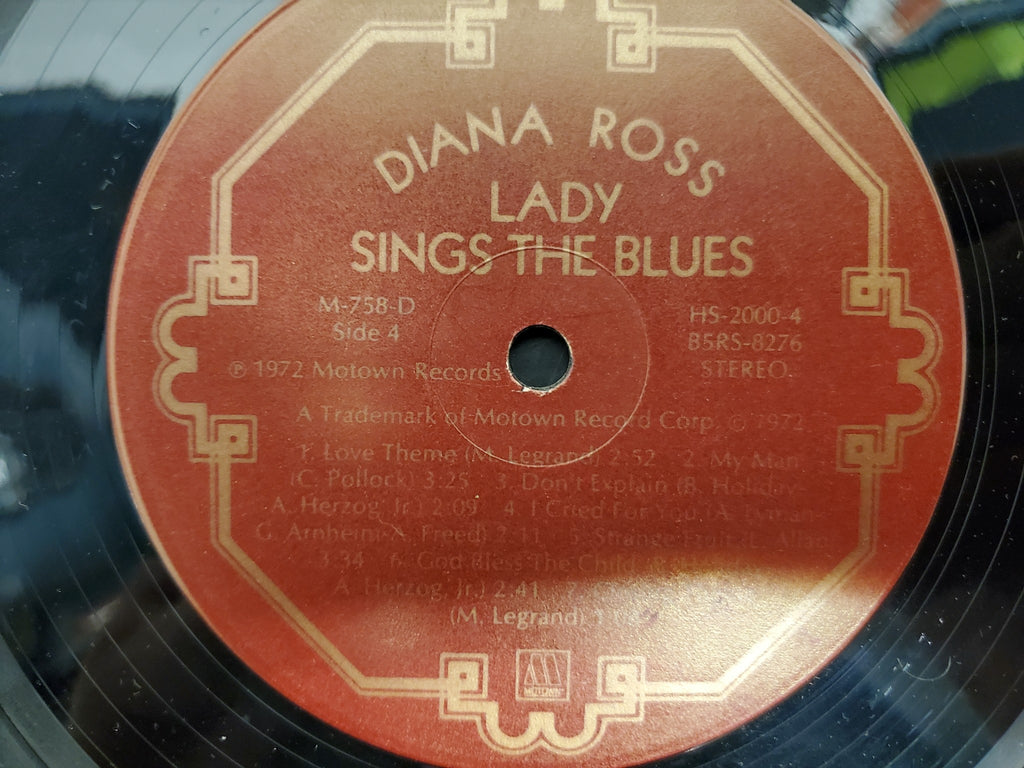 DIANA ROSS
LADY
SINGS THE BLUES
M-758-D
Side 4
HS-2000-4
BSRS-8276
STEREO
℗ 1972 Motown Records
A Trademark of Motown Record Corp. © 1972
1. Love Theme (M. Legrand) 2:52 2. My Man
(C. Pollock) 3:25 3. Don't Explain (B. Holiday-
A. Herzog Jr.) 2:09 4. I Cried For You (A. Lyman-
G. Arnheim-A. Freed) 2:11 5. Strange Fruit (L. Allan)
3:34 6. God Bless The Child
A. Herzog, Jr.) 2:41
(M. Legrand)
M
MOTOWN